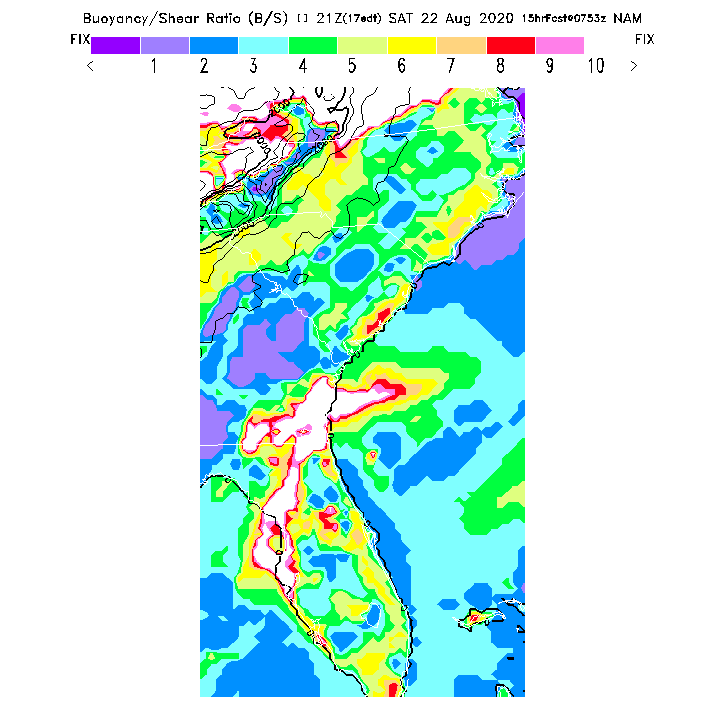 Buoyancy/Shear Ratio (B/S) [] 21Z(17edt) SAT 22 Aug 2020 15hrFcst@0753z NAM
FIX FIX
< 1 2 3 4 5 6 7 8 9 10 >